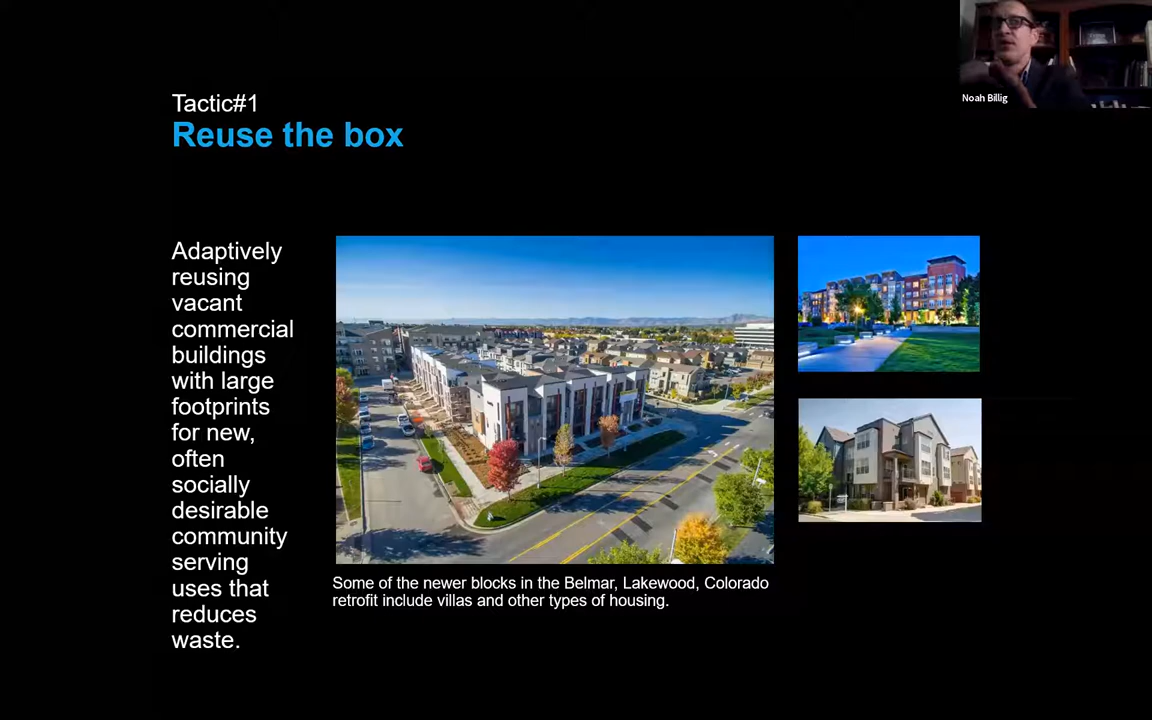 Noah Billig
Tactic#1
Reuse the box
Adaptively
reusing
vacant
commercial
buildings
with large
footprints
for new,
often
socially
desirable
community
serving
uses that
reduces
waste.
Some of the newer blocks in the Belmar, Lakewood, Colorado
retrofit include villas and other types of housing.